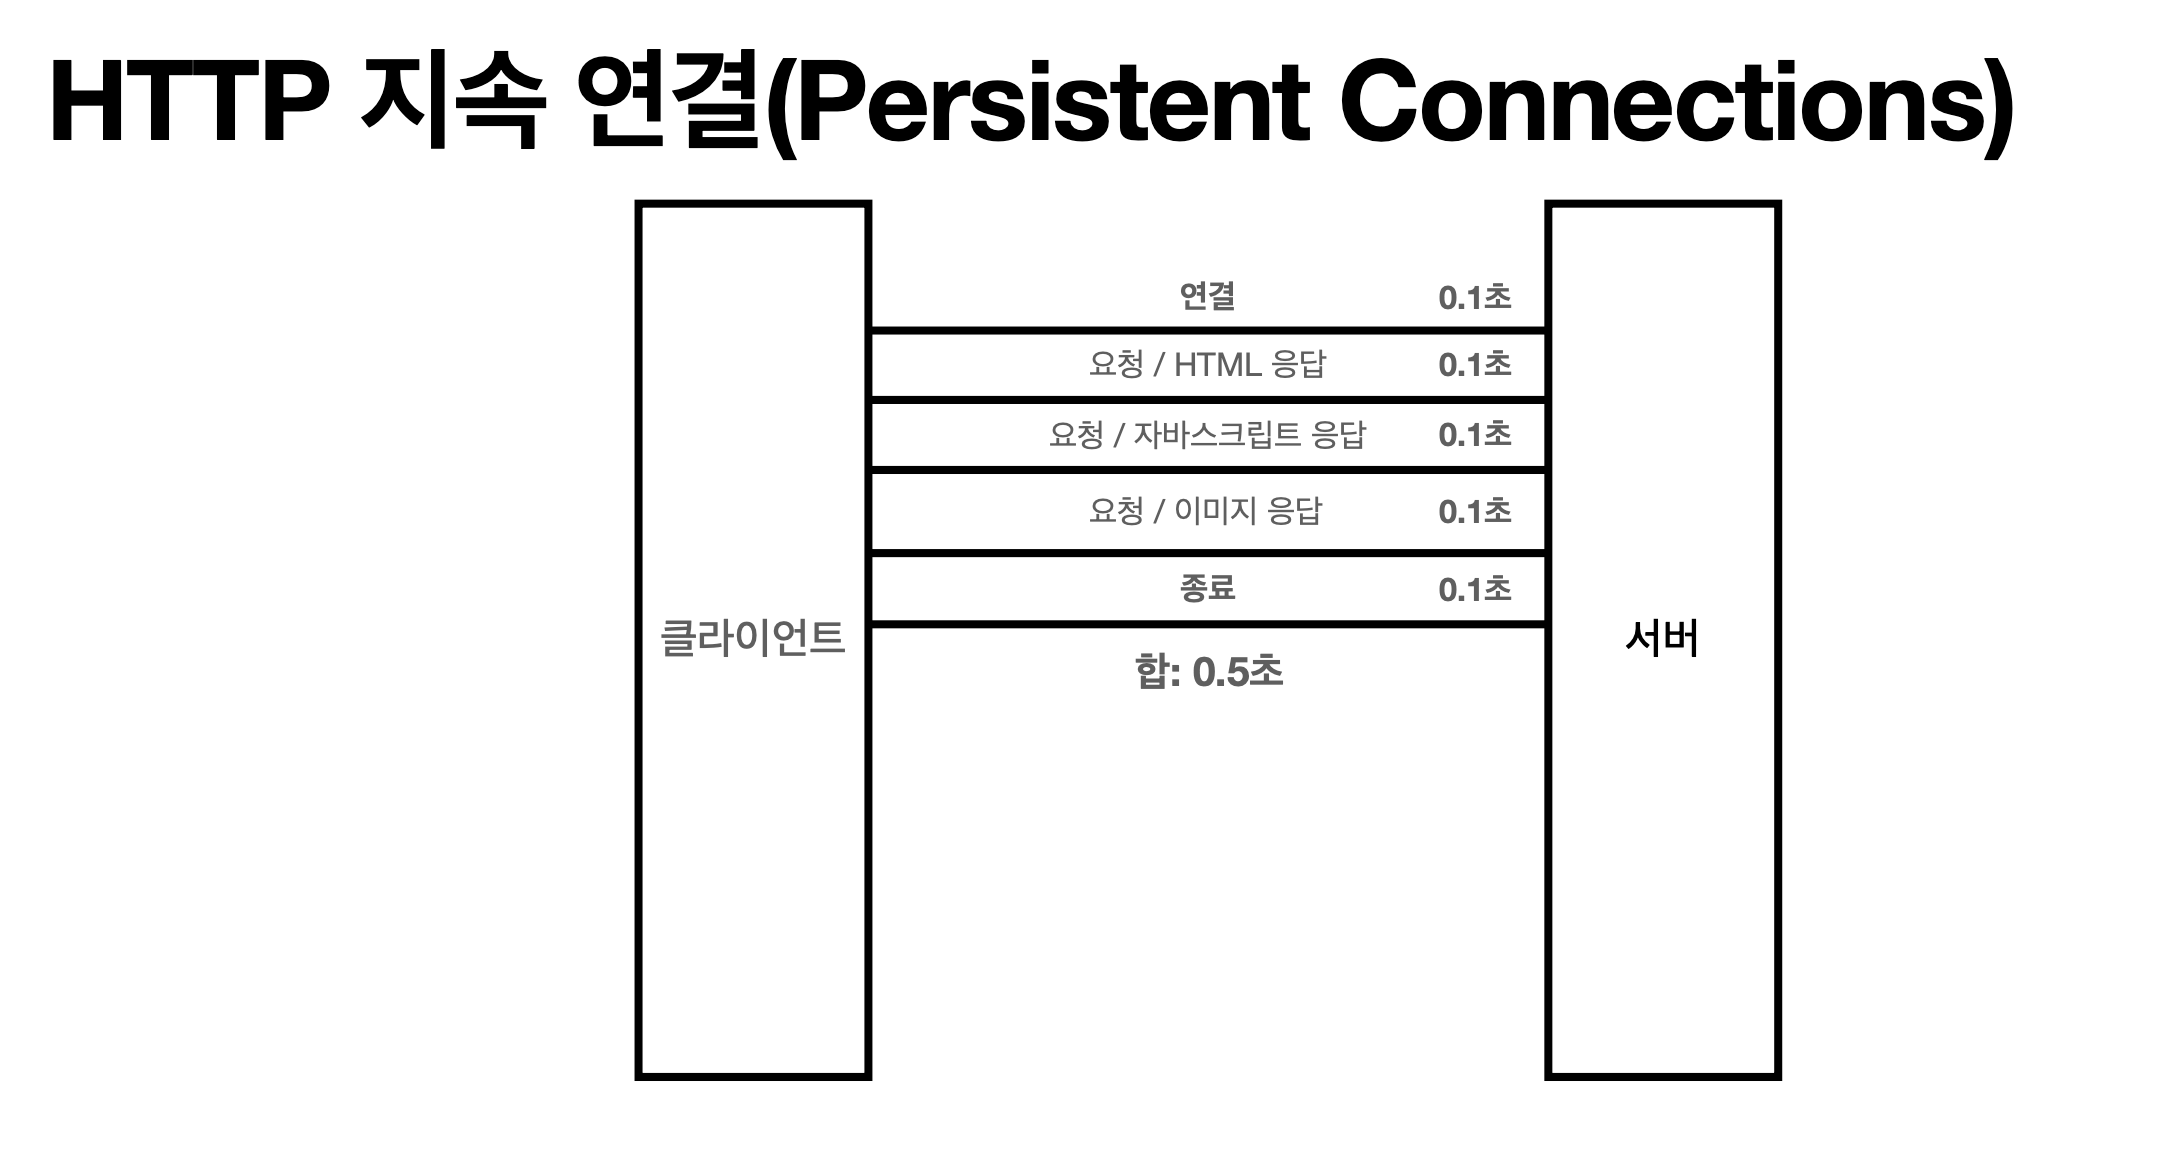 HTTP 지속 연결(Persistent Connections)
연결 0.1초
요청 / HTML 응답 0.1초
요청 / 자바스크립트 응답 0.1초
요청 / 이미지 응답 0.1초
종료 0.1초
클라이언트
서버
합: 0.5초